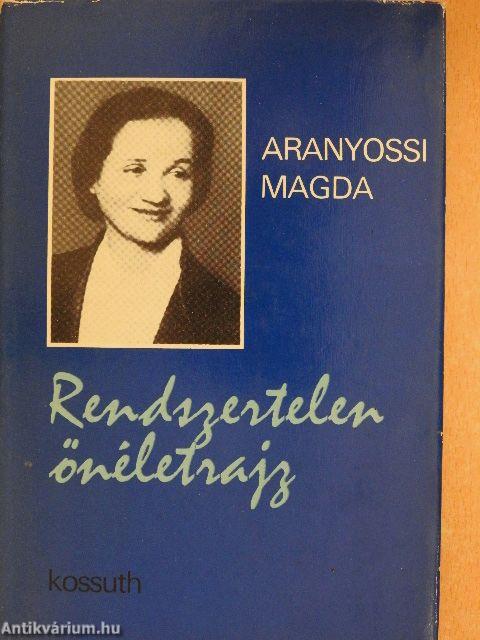 ARANYOSSI
MAGDA
Rendszertelen
önéletrajz
kossuth
Antikvárium.hu